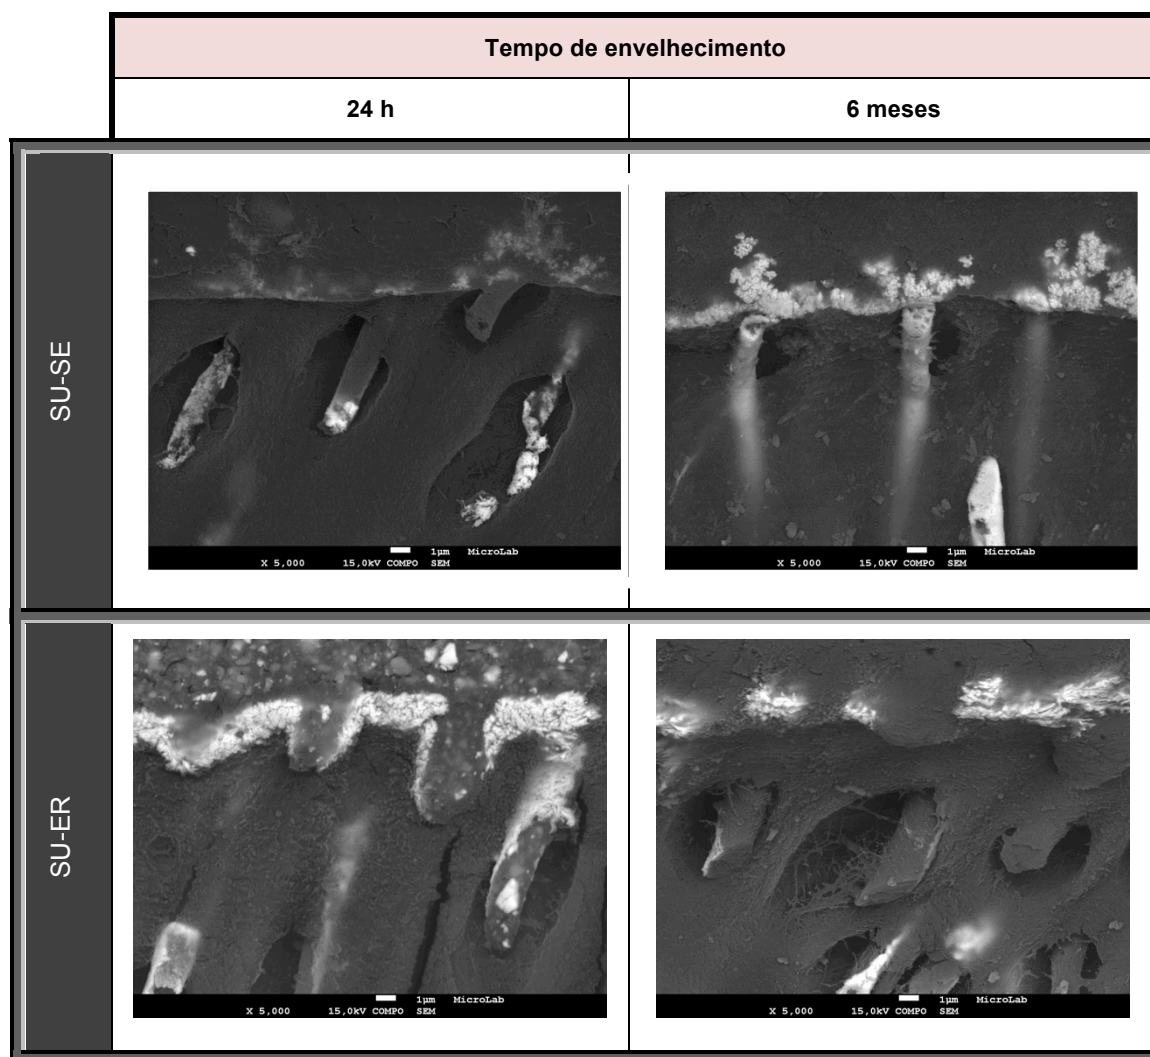 Tempo de envelhecimento
24 h
6 meses
SU-SE
1µm MicroLab
X 5,000 15,0kV COMPO SEM
1µm MicroLab
X 5,000 15,0kV COMPO SEM
SU-ER
1µm MicroLab
X 5,000 15,0kV COMPO SEM
1µm MicroLab
X 5,000 15,0kV COMPO SEM